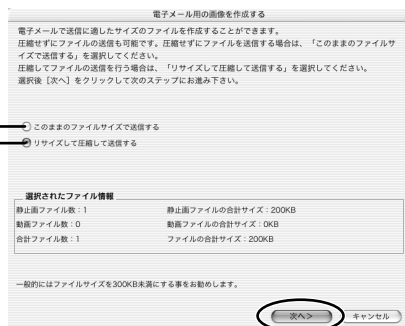 電子メール用の画像を作成する
電子メールで送信に適したサイズのファイルを作成することができます。
圧縮せずにファイルの送信も可能です。圧縮せずにファイルを送信する場合は、「このままのファイルサ
イズで送信する」を選択してください。
圧縮してファイルの送信を行う場合は、「リサイズして圧縮して送信する」を選択してください。
選択後［次へ］をクリックして次のステップにお進み下さい。
このままのファイルサイズで送信する
リサイズして圧縮して送信する
選択されたファイル情報
静止画ファイル数：1 静止画ファイルの合計サイズ：200KB
動画ファイル数：0 動画ファイルの合計サイズ：0KB
合計ファイル数：1 ファイルの合計サイズ：200KB
一般的にはファイルサイズを300KB未満にする事をお勧めします。
次へ＞ キャンセル